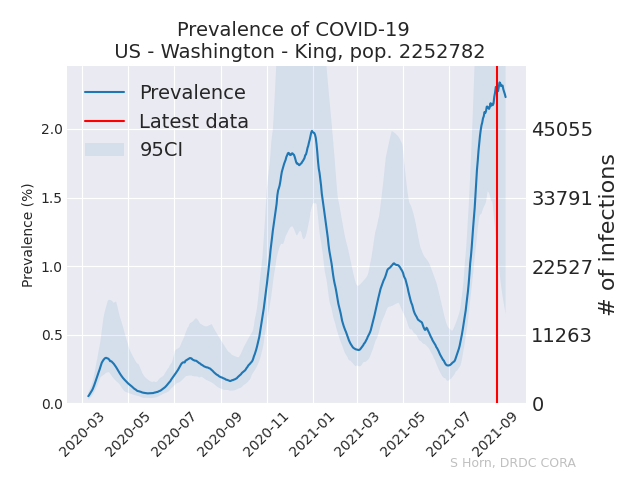 Prevalence of COVID-19
US - Washington - King, pop. 2252782
Prevalence
Latest data
95CI
Prevalence (%)
2.0
1.5
1.0
0.5
0.0
# of infections
45055
33791
22527
11263
0
2020-03
2020-05
2020-07
2020-09
2020-11
2021-01
2021-03
2021-05
2021-07
2021-09
S Horn, DRDC CORA